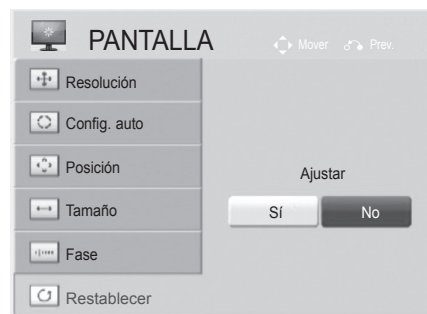 PANTALLA
Mover Prev.
Resolución
Config. auto
Posición
Tamaño
Fase
Restablecer
Ajustar
Sí No